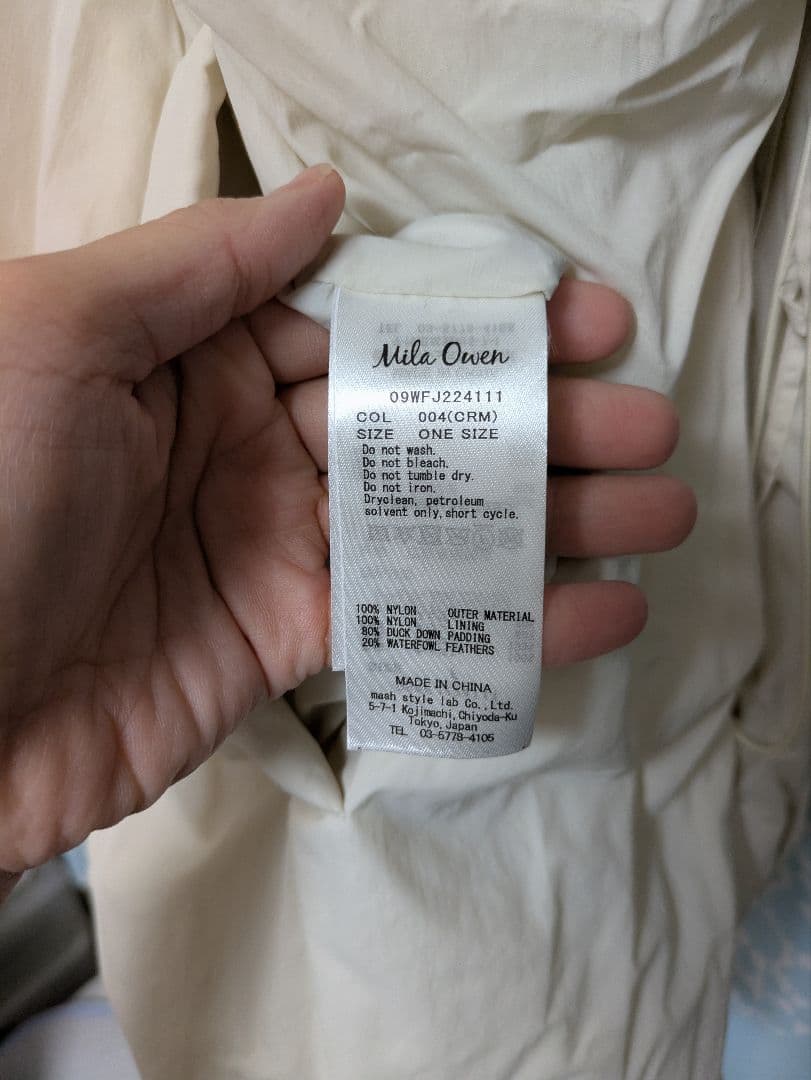 Mila Owen
09WFJ224111
COL 004(CRM)
SIZE ONE SIZE
Do not wash.
Do not bleach.
Do not tumble dry.
Do not iron.
Dryclean, petroleum
solvent only,short cycle.
100% NYLON OUTER MATERIAL
100% NYLON LINING
80% DUCK DOWN PADDING
20% WATERFOWL FEATHERS
MADE IN CHINA
mash style lab Co.,Ltd.
5-7-1 Kojimachi,Chiyoda-Ku
Tokyo,Japan
TEL 03-5778-4105